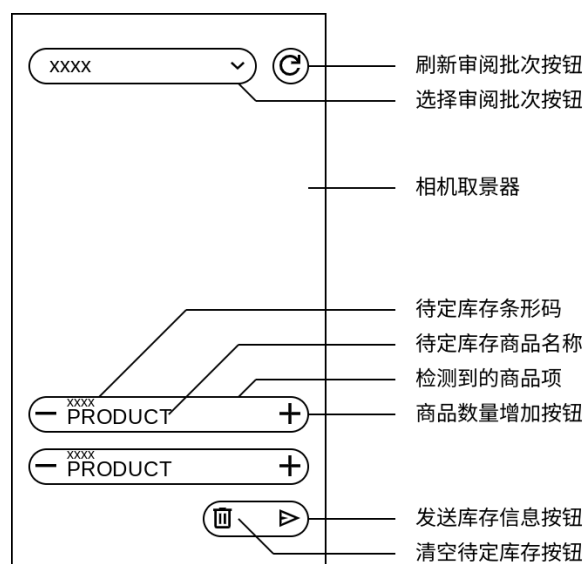 xxxx
刷新审阅批次按钮
选择审阅批次按钮
相机取景器
待定库存条形码
待定库存商品名称
检测到的商品项
xxxx
PRODUCT
商品数量增加按钮
xxxx
PRODUCT
发送库存信息按钮
清空待定库存按钮